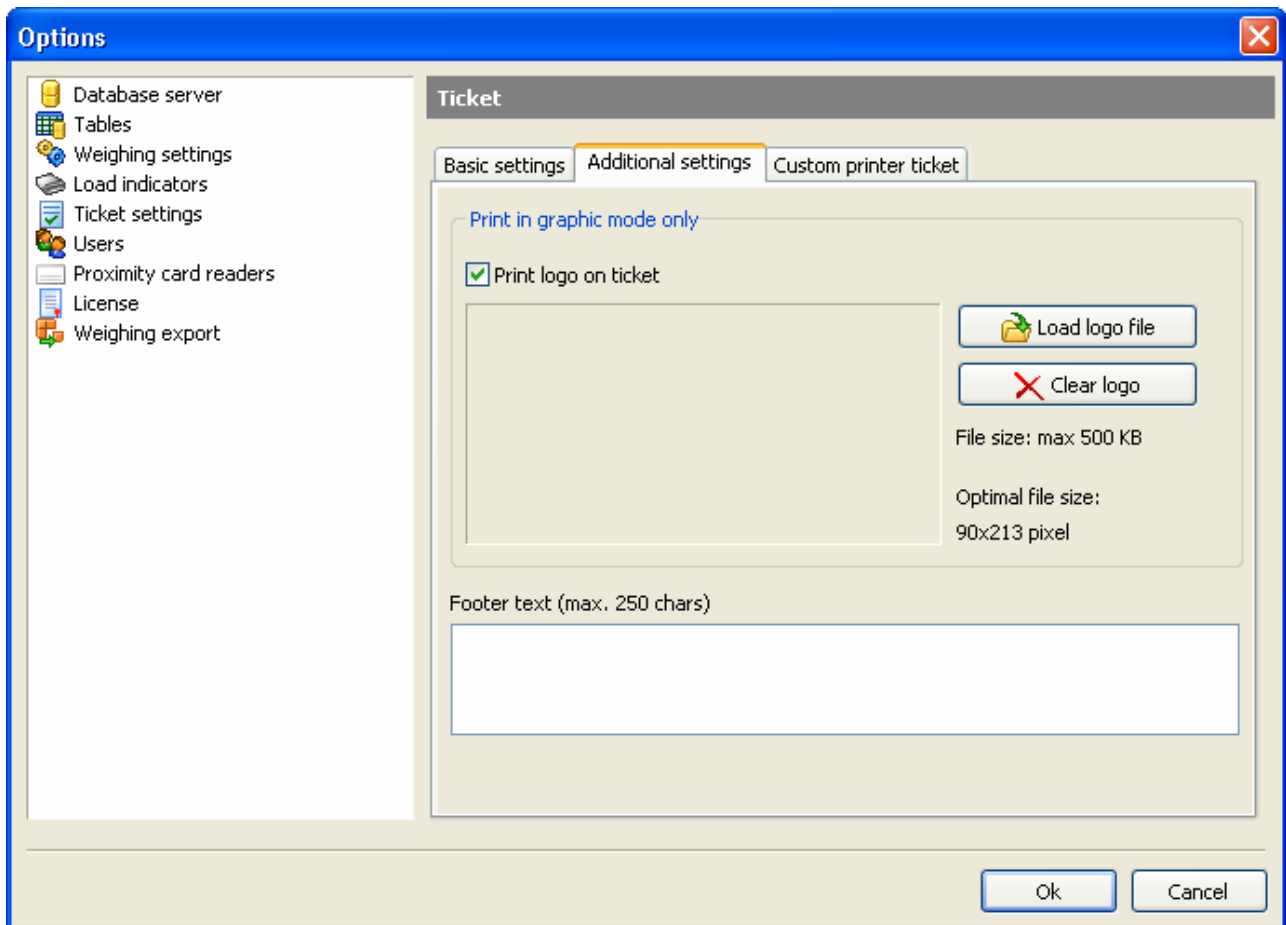 Options
Database server
Tables
Weighing settings
Load indicators
Ticket settings
Users
Proximity card readers
License
Weighing export
Ticket
Basic settings
Additional settings
Custom printer ticket
Print in graphic mode only
Print logo on ticket
Load logo file
Clear logo
File size: max 500 KB
Optimal file size:
90x213 pixel
Footer text (max. 250 chars)
Ok
Cancel